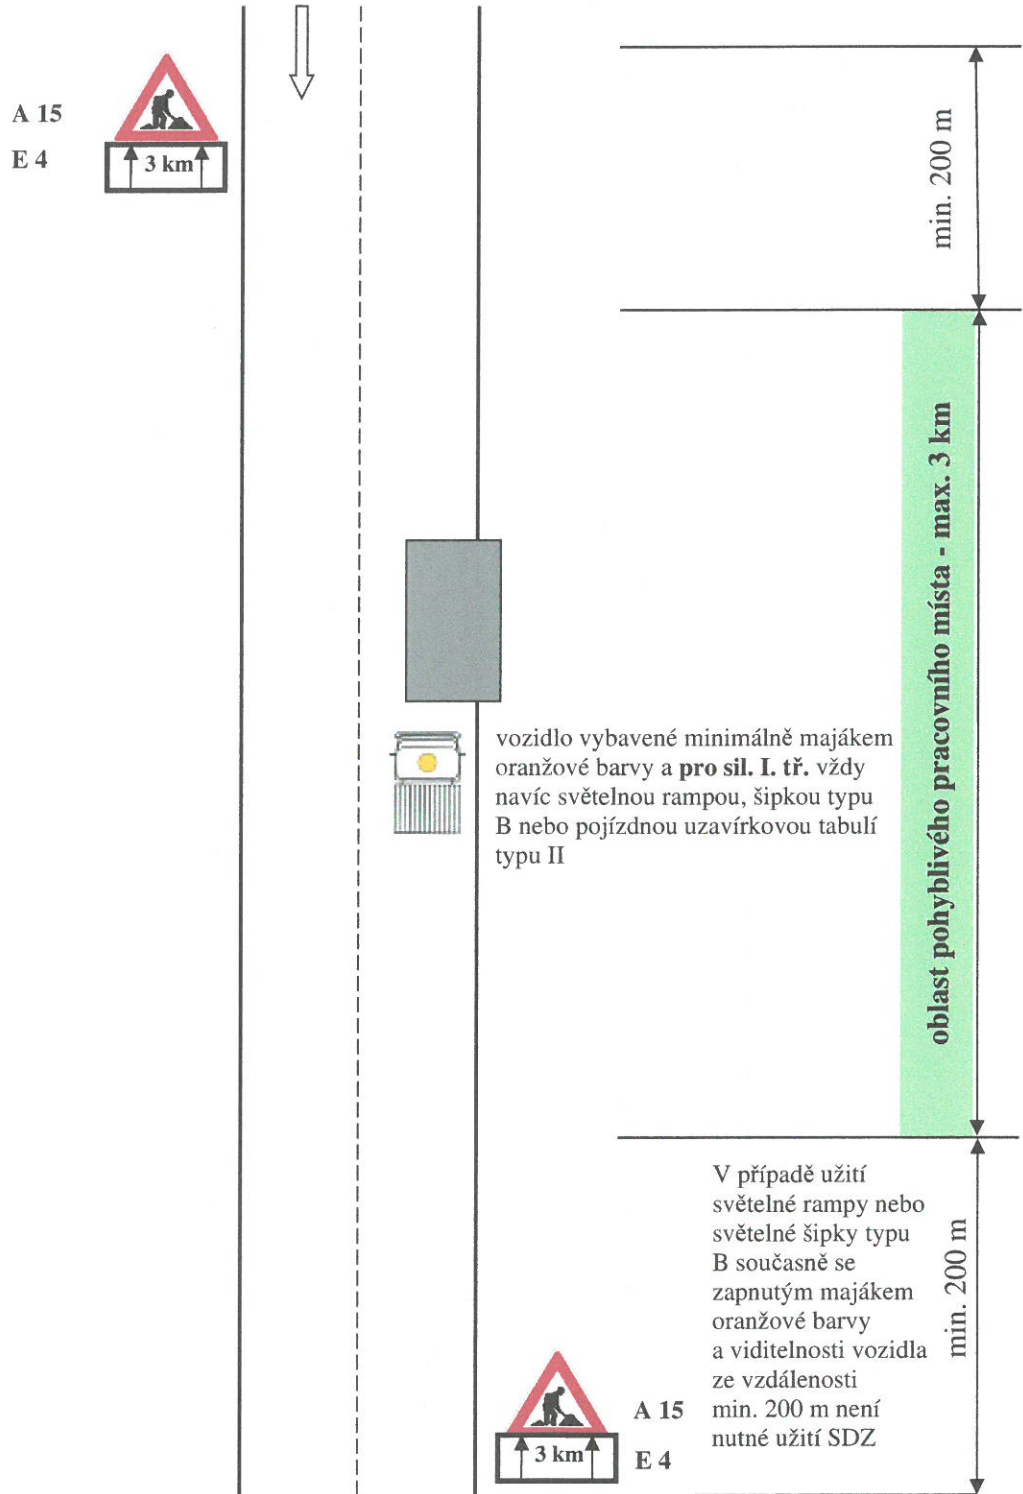 A 15
E 4
3 km
min. 200 m
oblast pohyblivého pracovního místa - max. 3 km
vozidlo vybavené minimálně majákem
oranžové barvy a pro sil. I. tř. vždy
navíc světelnou rampou, šipkou typu
B nebo pojízdnou uzavírkovou tabulí
typu II
V případě užití
světelné rampy nebo
světelné šipky typu
B současně se
zapnutým majákem
oranžové barvy
a viditelnosti vozidla
ze vzdálenosti
min. 200 m není
nutné užití SDZ
min. 200 m
A 15
E 4
3 km